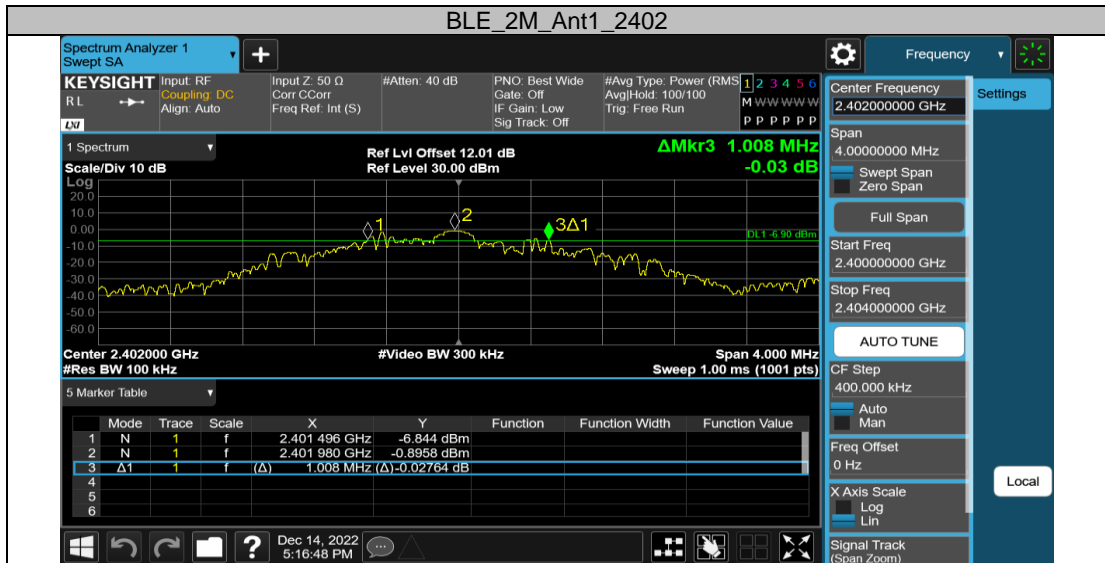 BLE_2M_Ant1_2402
Spectrum Analyzer 1
Swept SA
+
Frequency
KEYSIGHT
RL
LXI
Input: RF
Coupling: DC
Align: Auto
Input Z: 50 Ω
Corr CCorr
Freq Ref: Int (S)
#Atten: 40 dB
PNO: Best Wide
Gate: Off
IF Gain: Low
Sig Track: Off
#Avg Type: Power (RMS
Avg|Hold: 100/100
Trig: Free Run
1 2 3 4 5 6
M W W W W W
P P P P P P
1 Spectrum
Scale/Div 10 dB
Ref Lvl Offset 12.01 dB
Ref Level 30.00 dBm
ΔMkr3 1.008 MHz
-0.03 dB
Log
20.0
10.0
0.00
-10.0
-20.0
-30.0
-40.0
-50.0
-60.0
1
2
3Δ1
DL1 -6.90 dBm
Center 2.402000 GHz
#Video BW 300 kHz
Span 4.000 MHz
#Res BW 100 kHz
Sweep 1.00 ms (1001 pts)
5 Marker Table
Mode Trace Scale X Y Function Function Width Function Value
1 N 1 f 2.401 496 GHz -6.844 dBm
2 N 1 f 2.401 980 GHz -0.8958 dBm
3 Δ1 1 f (Δ) 1.008 MHz (Δ) -0.02764 dB
4
5
6
?
Dec 14, 2022
5:16:48 PM
Center Frequency
2.402000000 GHz
Settings
Span
4.00000000 MHz
Swept Span
Zero Span
Full Span
Start Freq
2.400000000 GHz
Stop Freq
2.404000000 GHz
AUTO TUNE
CF Step
400.000 kHz
Auto
Man
Freq Offset
0 Hz
X Axis Scale
Log
Lin
Local
Signal Track
(Span Zoom)